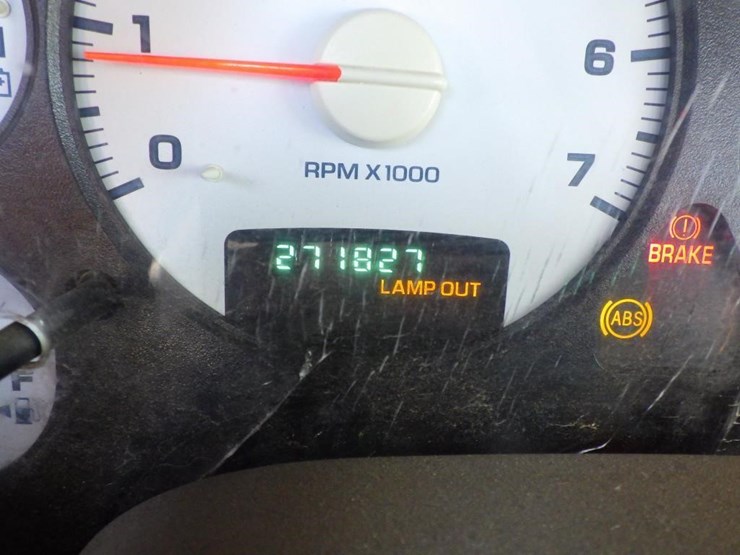 1
6
0
RPM X1000
7
BRAKE
271827
LAMP OUT
ABS
F